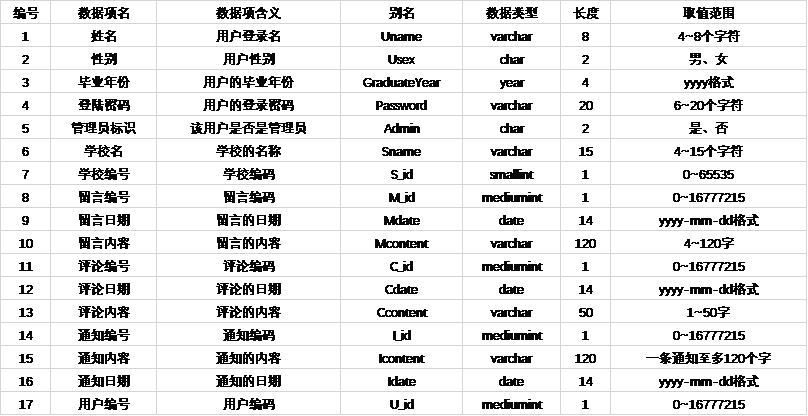 编号 数据项名 数据项含义 别名 数据类型 长度 取值范围
1 姓名 用户登录名 Uname varchar 8 4~8个字符
2 性别 用户性别 Usex char 2 男、女
3 毕业年份 用户的毕业年份 GraduateYear year 4 yyyy格式
4 登陆密码 用户的登录密码 Password varchar 20 6~20个字符
5 管理员标识 该用户是否是管理员 Admin char 2 是、否
6 学校名 学校的名称 Sname varchar 15 4~15个字符
7 学校编号 学校编码 S_id smallint 1 0~65535
8 留言编号 留言编码 M_id mediumint 1 0~16777215
9 留言日期 留言的日期 Mdate date 14 yyyy-mm-dd格式
10 留言内容 留言的内容 Mcontent varchar 120 4~120字
11 评论编号 评论编码 C_id mediumint 1 0~16777215
12 评论日期 评论的日期 Cdate date 14 yyyy-mm-dd格式
13 评论内容 评论的内容 Ccontent varchar 50 1~50字
14 通知编号 通知编码 I_id mediumint 1 0~16777215
15 通知内容 通知的内容 Icontent varchar 120 一条通知至多120个字
16 通知日期 通知的日期 Idate date 14 yyyy-mm-dd格式
17 用户编号 用户编码 U_id mediumint 1 0~16777215